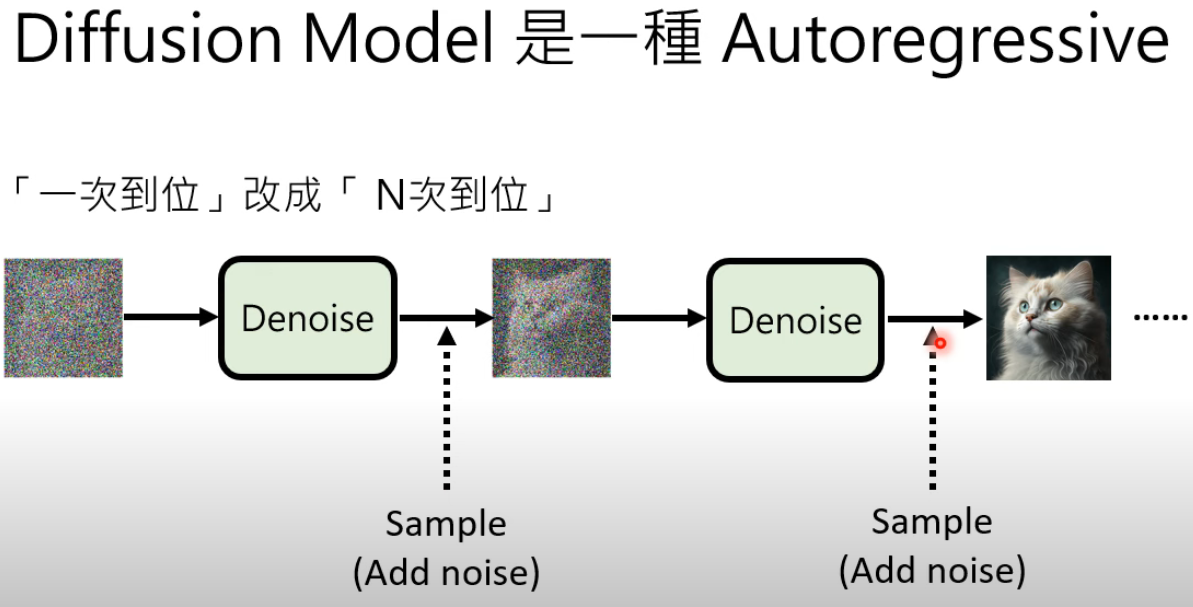 Diffusion Model 是一種 Autoregressive
「一次到位」改成「 N次到位」
Denoise
Denoise
......
Sample
(Add noise)
Sample
(Add noise)